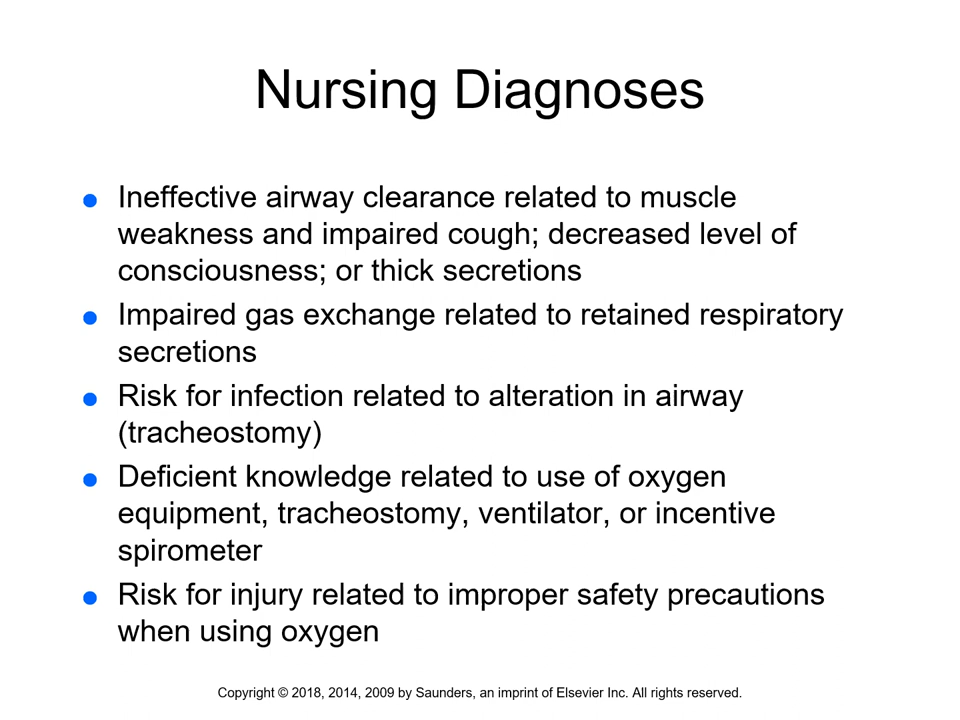 Nursing Diagnoses
● Ineffective airway clearance related to muscle
weakness and impaired cough; decreased level of
consciousness; or thick secretions
● Impaired gas exchange related to retained respiratory
secretions
● Risk for infection related to alteration in airway
(tracheostomy)
● Deficient knowledge related to use of oxygen
equipment, tracheostomy, ventilator, or incentive
spirometer
● Risk for injury related to improper safety precautions
when using oxygen
Copyright © 2018, 2014, 2009 by Saunders, an imprint of Elsevier Inc. All rights reserved.